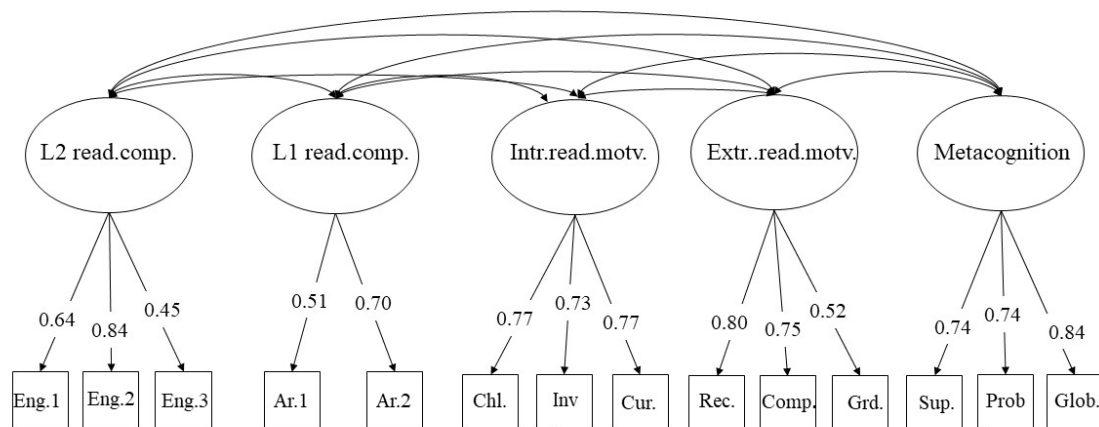 L2 read.comp.
L1 read.comp.
Intr.read.motv.
Extr..read.motv.
Metacognition
0.64
0.84
0.45
0.51
0.70
0.77
0.73
0.77
0.80
0.75
0.52
0.74
0.74
0.84
Eng.1
Eng.2
Eng.3
Ar.1
Ar.2
Chl.
Inv
Cur.
Rec.
Comp.
Grd.
Sup.
Prob
Glob.